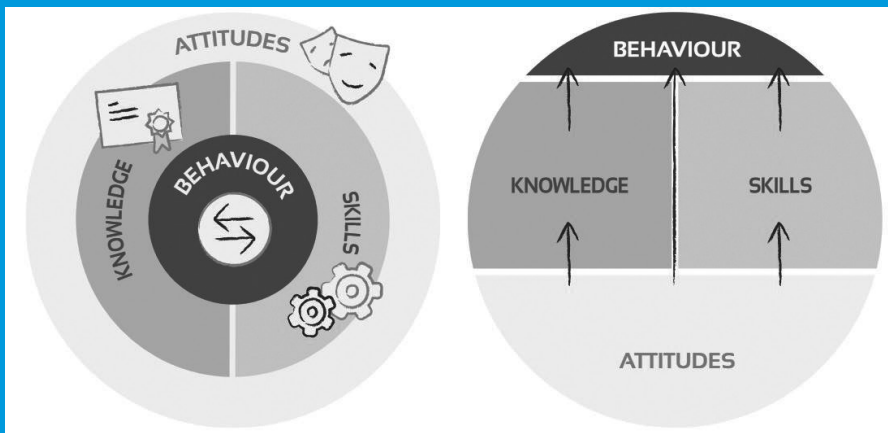 ATTITUDES
KNOWLEDGE
BEHAVIOUR
SKILLS
BEHAVIOUR
KNOWLEDGE
SKILLS
ATTITUDES